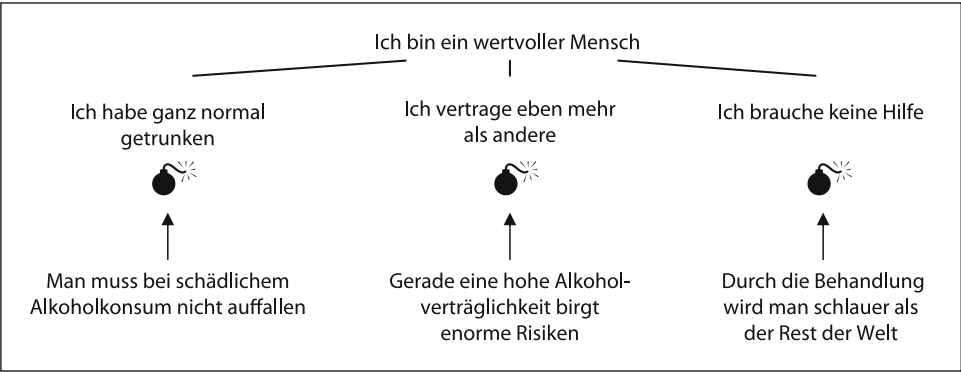 Ich bin ein wertvoller Mensch
Ich habe ganz normal
getrunken
Ich vertrage eben mehr
als andere
Ich brauche keine Hilfe
Man muss bei schädlichem
Alkoholkonsum nicht auffallen
Gerade eine hohe Alkohol-
verträglichkeit birgt
enorme Risiken
Durch die Behandlung
wird man schlauer als
der Rest der Welt